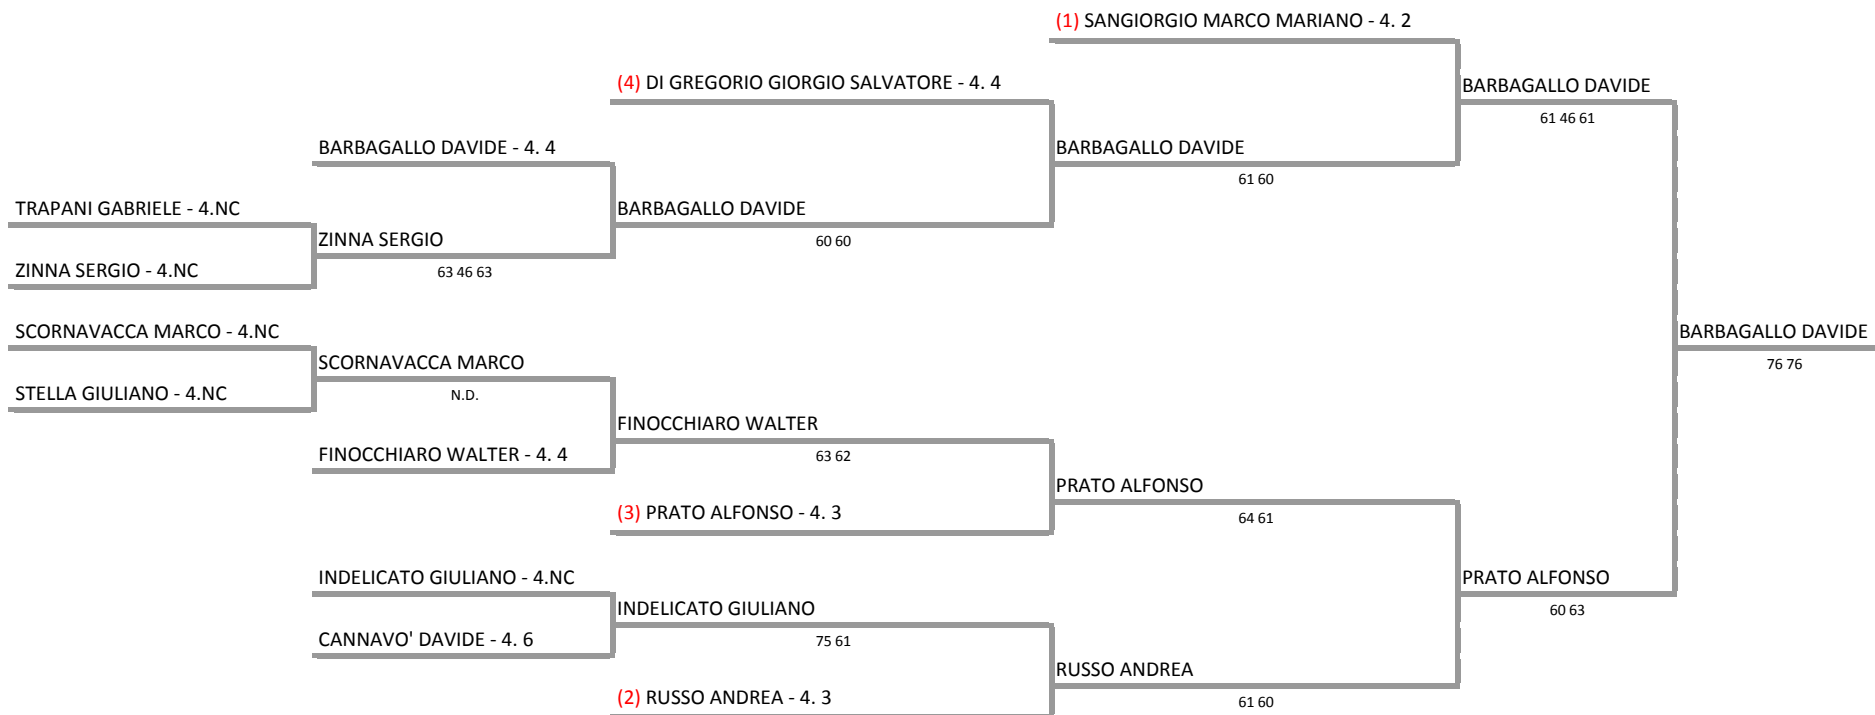 (1) SANGIORGIO MARCO MARIANO - 4. 2
(4) DI GREGORIO GIORGIO SALVATORE - 4. 4
BARBAGALLO DAVIDE
61 46 61
BARBAGALLO DAVIDE - 4. 4
BARBAGALLO DAVIDE
61 60
TRAPANI GABRIELE - 4.NC
BARBAGALLO DAVIDE
60 60
ZINNA SERGIO
63 46 63
ZINNA SERGIO - 4.NC
SCORNAVACCA MARCO - 4.NC
BARBAGALLO DAVIDE
76 76
SCORNAVACCA MARCO
N.D.
STELLA GIULIANO - 4.NC
FINOCCHIARO WALTER
63 62
FINOCCHIARO WALTER - 4. 4
PRATO ALFONSO
64 61
(3) PRATO ALFONSO - 4. 3
INDELICATO GIULIANO - 4.NC
PRATO ALFONSO
60 63
INDELICATO GIULIANO
75 61
CANNAVO' DAVIDE - 4. 6
RUSSO ANDREA
61 60
(2) RUSSO ANDREA - 4. 3